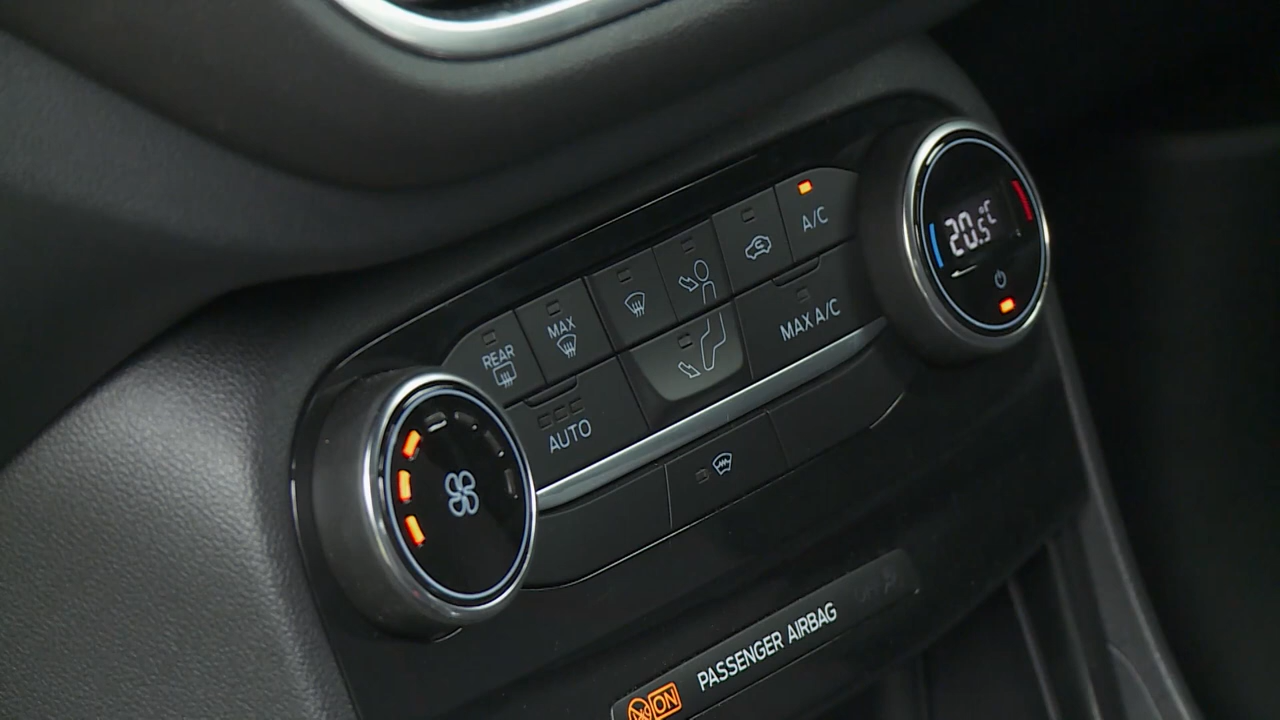 A/C
20.5°C
MAX
REAR
MAX A/C
AUTO
PASSENGER AIRBAG
ON